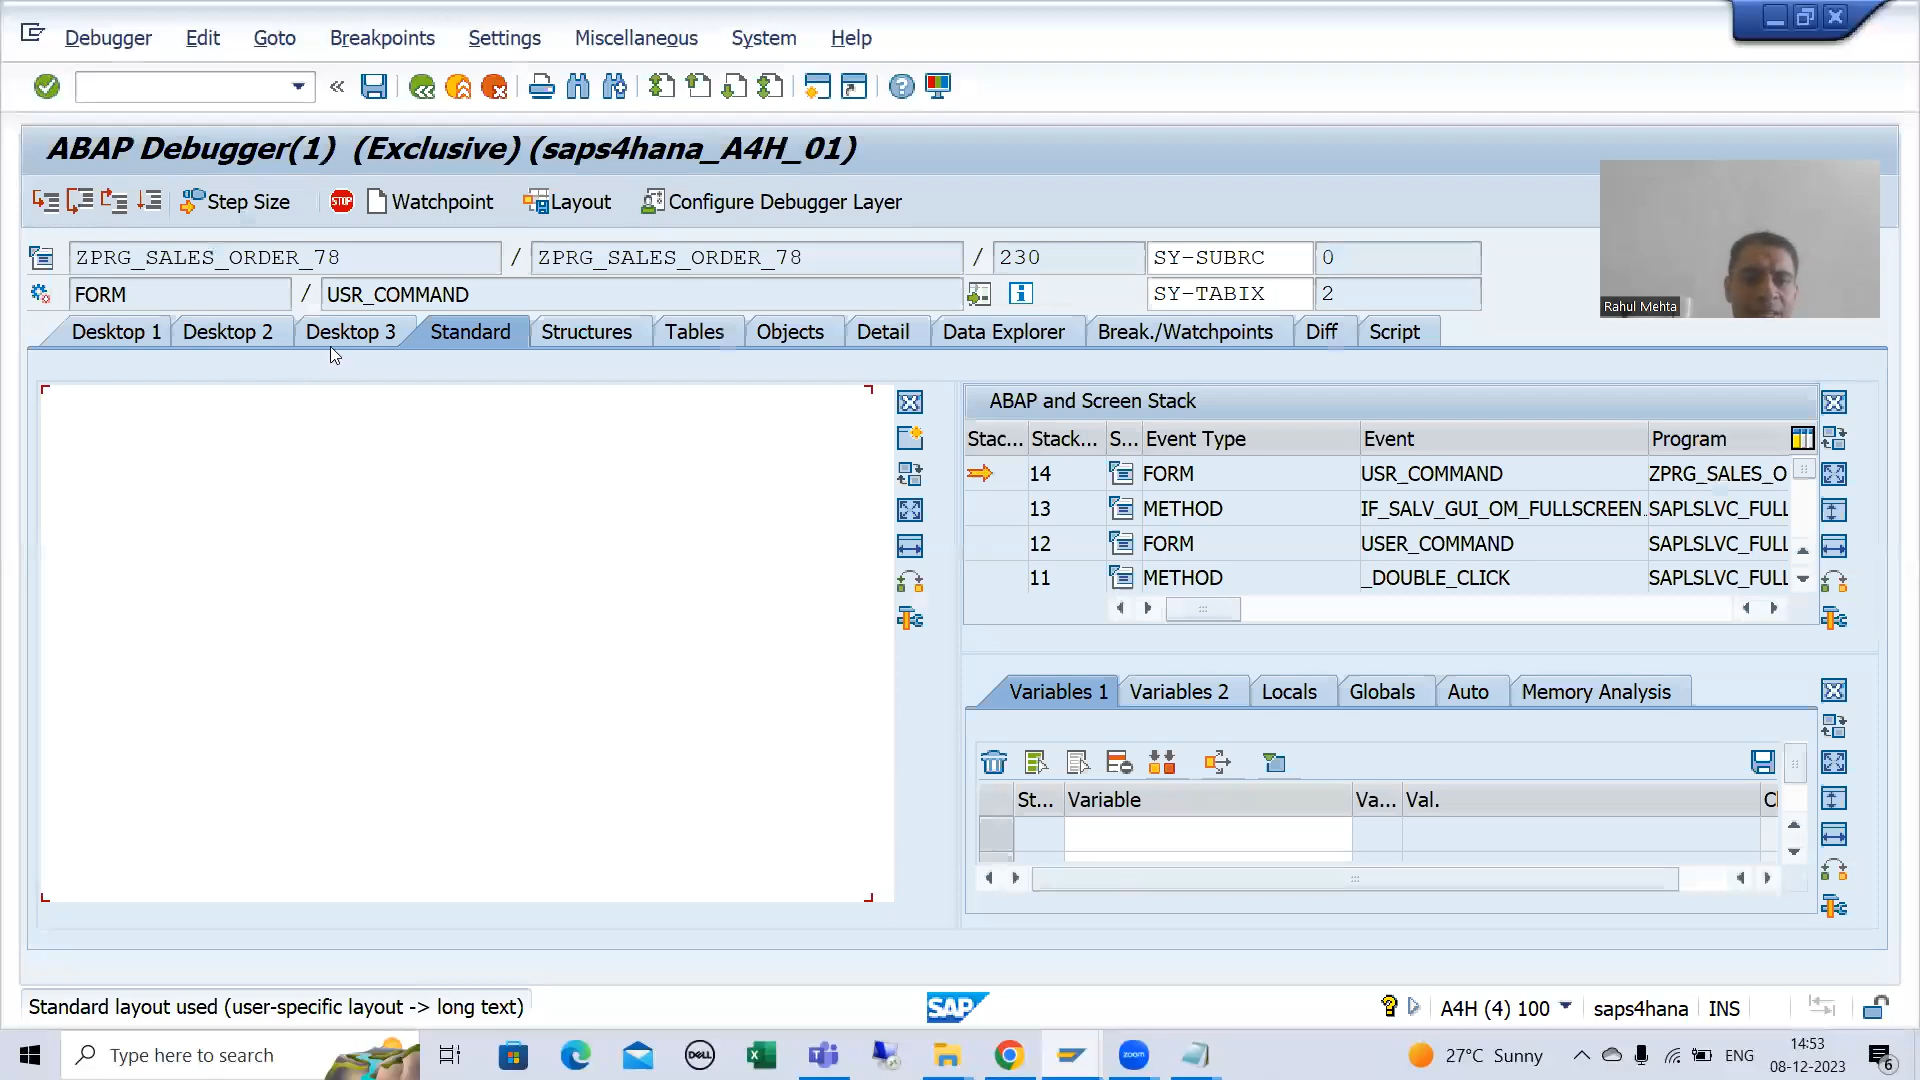 Debugger Edit Goto Breakpoints Settings Miscellaneous System Help
ABAP Debugger(1) (Exclusive) (saps4hana_A4H_01)
Step Size STOP Watchpoint Layout Configure Debugger Layer
ZPRG_SALES_ORDER_78 / ZPRG_SALES_ORDER_78 / 230 SY-SUBRC 0
FORM / USR_COMMAND SY-TABIX 2
Rahul Mehta
Desktop 1 Desktop 2 Desktop 3 Standard Structures Tables Objects Detail Data Explorer Break./Watchpoints Diff Script
ABAP and Screen Stack
Stac... Stack... S... Event Type Event Program
14 FORM USR_COMMAND ZPRG_SALES_O
13 METHOD IF_SALV_GUI_OM_FULLSCREEN. SAPLSLVC_FULL
12 FORM USER_COMMAND SAPLSLVC_FULL
11 METHOD _DOUBLE_CLICK SAPLSLVC_FULL
Variables 1 Variables 2 Locals Globals Auto Memory Analysis
St... Variable Va... Val. Cl
Standard layout used (user-specific layout -> long text)
SAP
A4H (4) 100 saps4hana INS
Type here to search
DELL
zoom
27°C Sunny
ENG
14:53
08-12-2023
6